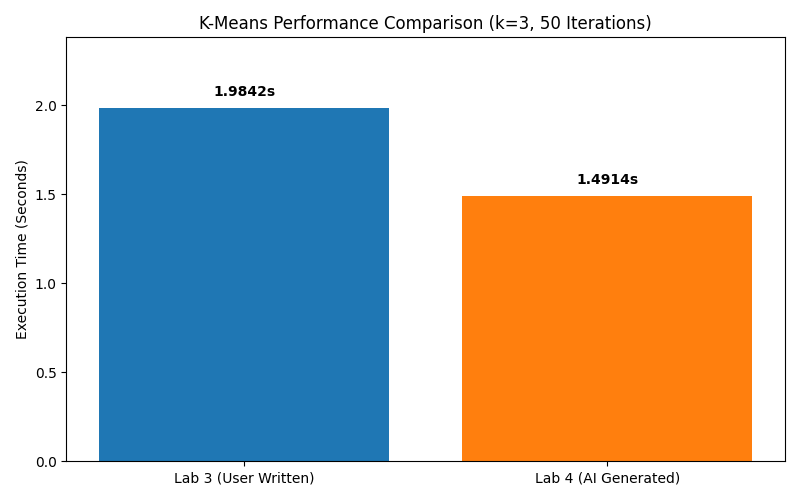 K-Means Performance Comparison (k=3, 50 Iterations)
Execution Time (Seconds)
2.0
1.5
1.0
0.5
0.0
1.9842s
1.4914s
Lab 3 (User Written)
Lab 4 (AI Generated)